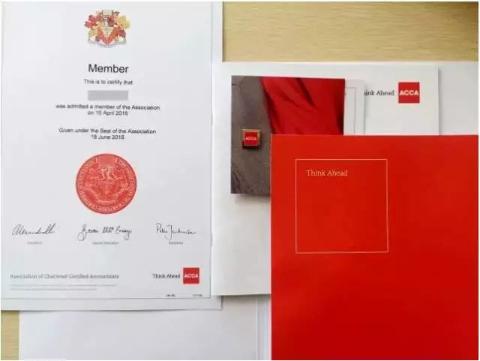 Member
This is to certify that
was admitted a member of the Association
on 15 April 2016
Given under the Seal of the Association
18 June 2016
Association of Chartered Certified Accountants
Think Ahead
ACCA
ACCA
Think Ahead
ACCA
Think Ahead